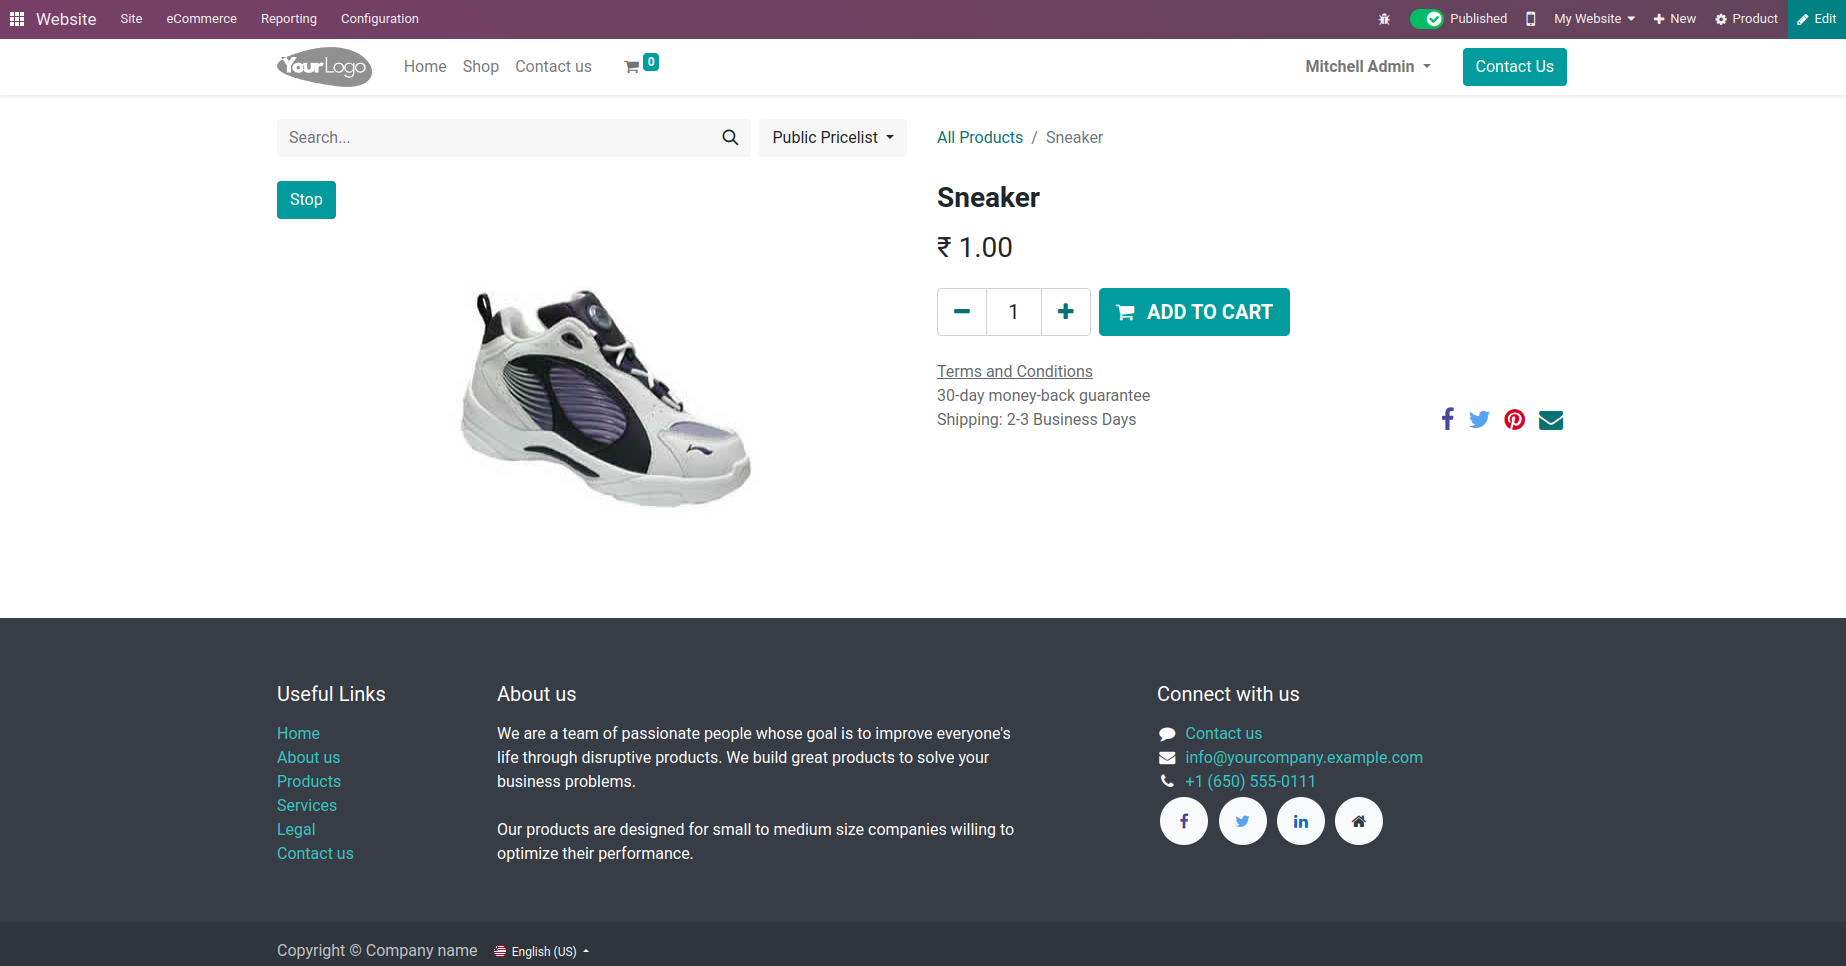 Website Site eCommerce Reporting Configuration Published My Website New Product Edit
YourLogo Home Shop Contact us 0 Mitchell Admin Contact Us
Search... Public Pricelist All Products / Sneaker
Stop
Sneaker
₹ 1.00
1 ADD TO CART
Terms and Conditions
30-day money-back guarantee
Shipping: 2-3 Business Days
Useful Links
Home
About us
Products
Services
Legal
Contact us
About us
We are a team of passionate people whose goal is to improve everyone's
life through disruptive products. We build great products to solve your
business problems.
Our products are designed for small to medium size companies willing to
optimize their performance.
Connect with us
Contact us
info@yourcompany.example.com
+1 (650) 555-0111
Copyright © Company name English (US)